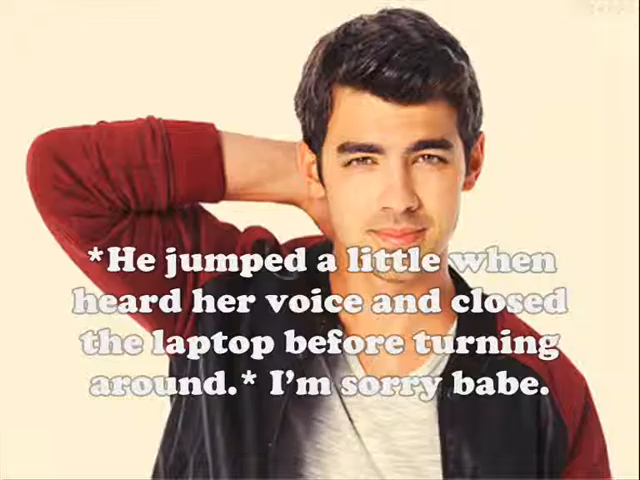 *He jumped a little when
heard her voice and closed
the laptop before turning
around.* I'm sorry babe.